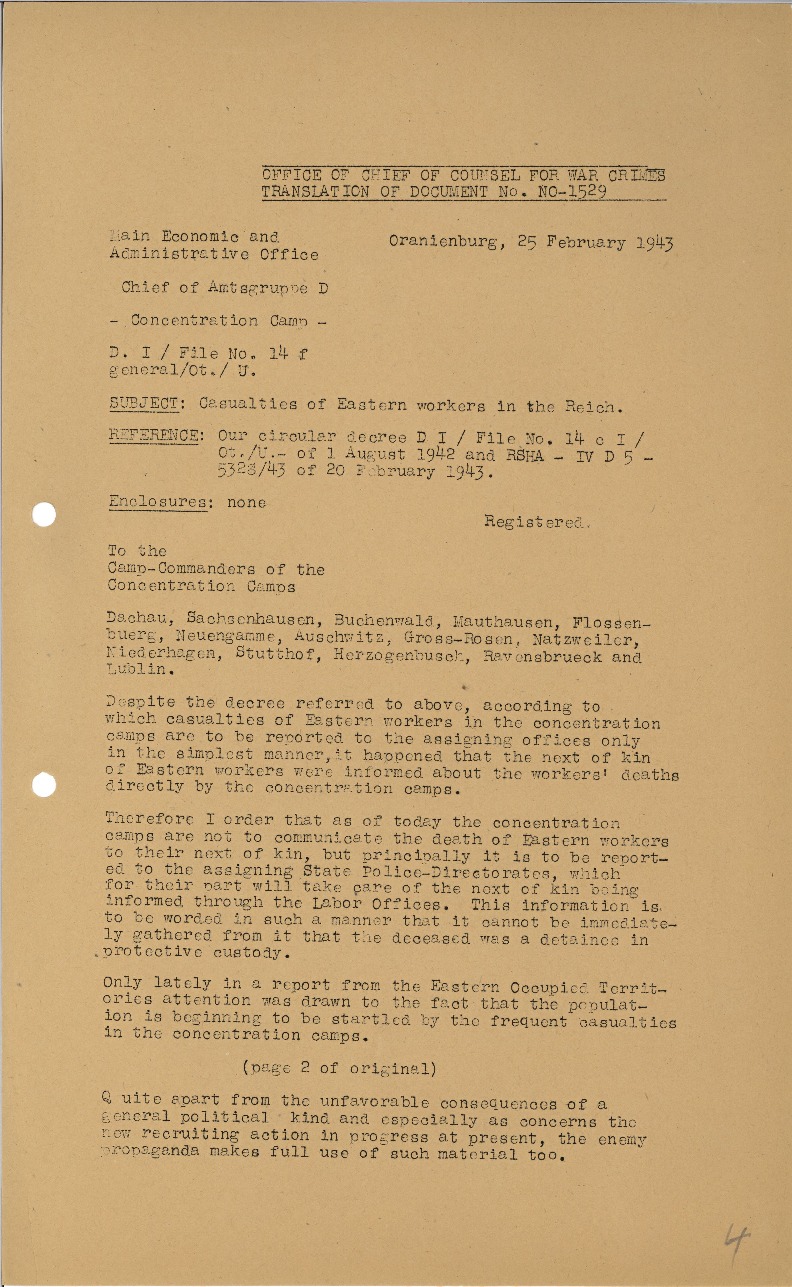 OFFICE OF CHIEF OF COUNSEL FOR WAR CRIMES
TRANSLATION OF DOCUMENT No. NO-1529
Main Economic and
Administrative Office
Oranienburg, 25 February 1943
Chief of Amtsgruppe D
- Concentration Camp -
D. I / File No. 14 f
general/Ot./ U.
SUBJECT: Casualties of Eastern workers in the Reich.
REFERENCE: Our circular decree D I / File No. 14 c I /
Ot./U.- of 1 August 1942 and RSHA - IV D 5 -
5328/43 of 20 February 1943.
Enclosures: none
Registered.
To the
Camp-Commanders of the
Concentration Camps
Dachau, Sachsenhausen, Buchenwald, Mauthausen, Flossen-
buerg, Neuengamme, Auschwitz, Gross-Rosen, Natzweiler,
Niederhagen, Stutthof, Herzogenbusch, Ravensbrueck and
Lublin.
Despite the decree referred to above, according to
which casualties of Eastern workers in the concentration
camps are to be reported to the assigning offices only
in the simplest manner, it happened that the next of kin
of Eastern workers were informed about the workers' deaths
directly by the concentration camps.
Therefore I order that as of today the concentration
camps are not to communicate the death of Eastern workers
to their next of kin, but principally it is to be report-
ed to the assigning State Police-Directorates, which
for their part will take care of the next of kin being
informed through the Labor Offices. This information is
to be worded in such a manner that it cannot be immediate-
ly gathered from it that the deceased was a detainee in
protective custody.
Only lately in a report from the Eastern Occupied Territ-
ories attention was drawn to the fact that the populat-
ion is beginning to be startled by the frequent casualties
in the concentration camps.
(page 2 of original)
Q uite apart from the unfavorable consequences of a
general political kind and especially as concerns the
new recruiting action in progress at present, the enemy
propaganda makes full use of such material too.
4